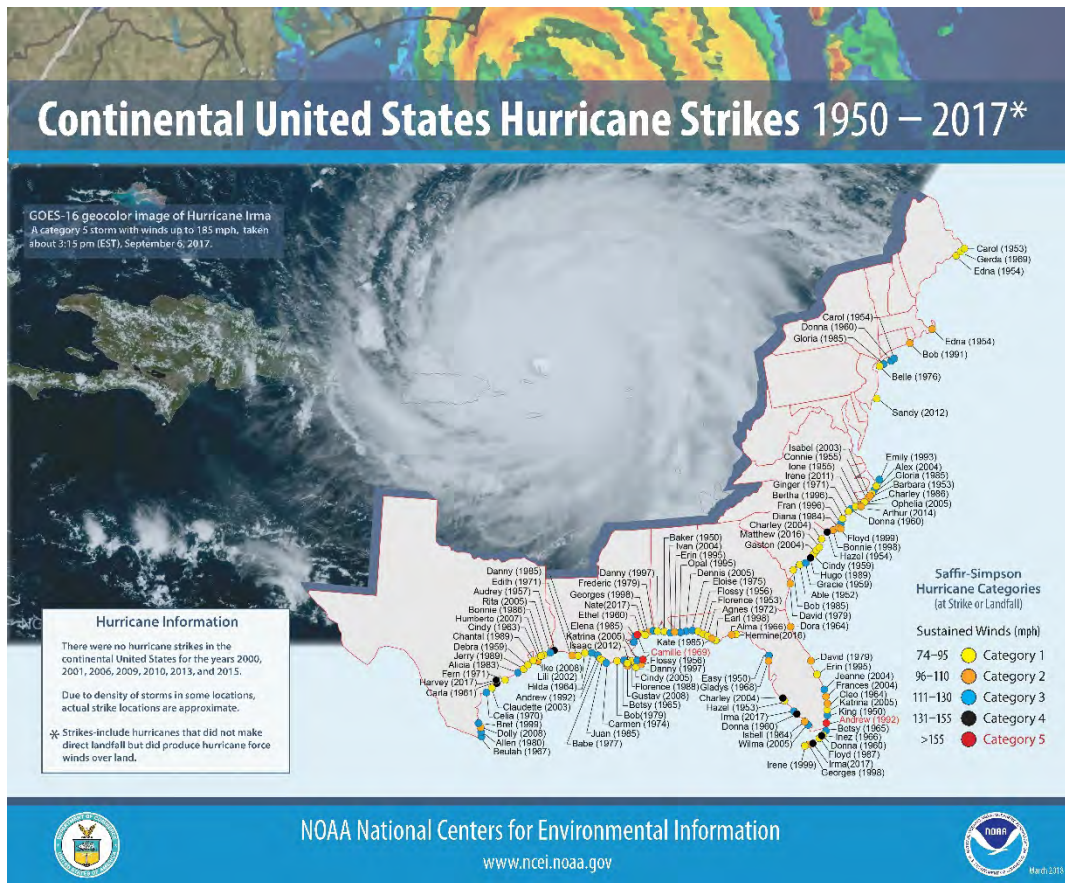 Continental United States Hurricane Strikes 1950 – 2017*
GOES-16 geocolor image of Hurricane Irma
A category 5 storm with winds up to 185 mph, taken
about 3:15 pm (EST), September 6, 2017.
Carol (1953)
Gerda (1969)
Edna (1954)
Carol (1954)
Donna (1960)
Gloria (1985)
Edna (1954)
Bob (1991)
Belle (1976)
Sandy (2012)
Isabel (2003)
Connie (1955)
Ione (1955)
Irene (2011)
Ginger (1971)
Bertha (1996)
Fran (1996)
Diana (1984)
Charley (2004)
Matthew (2016)
Gaston (2004)
Emily (1993)
Alex (2004)
Gloria (1985)
Barbara (1953)
Charley (1986)
Ophelia (2005)
Arthur (2014)
Donna (1960)
Floyd (1999)
Bonnie (1998)
Hazel (1954)
Cindy (1959)
Hugo (1989)
Gracie (1959)
Able (1952)
Bob (1985)
David (1979)
Dora (1964)
Baker (1950)
Ivan (2004)
Erin (1995)
Opal (1995)
Dennis (2005)
Eloise (1975)
Flossy (1956)
Florence (1953)
Agnes (1972)
Earl (1998)
Alma (1966)
Hermine(2016)
Kate (1985)
Danny (1997)
Frederic (1979)
Georges (1998)
Nate(2017)
Ethel (1960)
Elena (1985)
Katrina (2005)
Isaac (2012)
Camille (1969)
Flossy (1956)
Danny (1997)
Cindy (2005)
Florence (1988)
Gustav (2008)
Betsy (1965)
Bob(1979)
Carmen (1974)
Juan (1985)
Babe (1977)
Andrew (1992)
Hilda (1964)
Lili (2002)
Ike (2008)
Danny (1985)
Edith (1971)
Audrey (1957)
Rita (2005)
Bonnie (1986)
Humberto (2007)
Cindy (1963)
Chantal (1989)
Debra (1959)
Jerry (1989)
Alicia (1983)
Fern (1971)
Harvey (2017)
Carla (1961)
Claudette (2003)
Celia (1970)
Bret (1999)
Dolly (2008)
Allen (1980)
Beulah (1967)
Easy (1950)
Gladys (1968)
Charley (2004)
Hazel (1953)
Irma (2017)
Donna (1960)
Isbell (1964)
Wilma (2005)
Irene (1999)
David (1979)
Erin (1995)
Jeanne (2004)
Frances (2004)
Cleo (1964)
Katrina (2005)
King (1950)
Andrew (1992)
Betsy (1965)
Inez (1966)
Donna (1960)
Floyd (1987)
Irma(2017)
Georges (1998)
Hurricane Information
There were no hurricane strikes in the
continental United States for the years 2000,
2001, 2006, 2009, 2010, 2013, and 2015.
Due to density of storms in some locations,
actual strike locations are approximate.
* Strikes-include hurricanes that did not make
direct landfall but did produce hurricane force
winds over land.
Saffir-Simpson
Hurricane Categories
(at Strike or Landfall)
Sustained Winds (mph)
74–95 Category 1
96–110 Category 2
111–130 Category 3
131–155 Category 4
>155 Category 5
NOAA National Centers for Environmental Information
www.ncei.noaa.gov
NOAA
March 2018